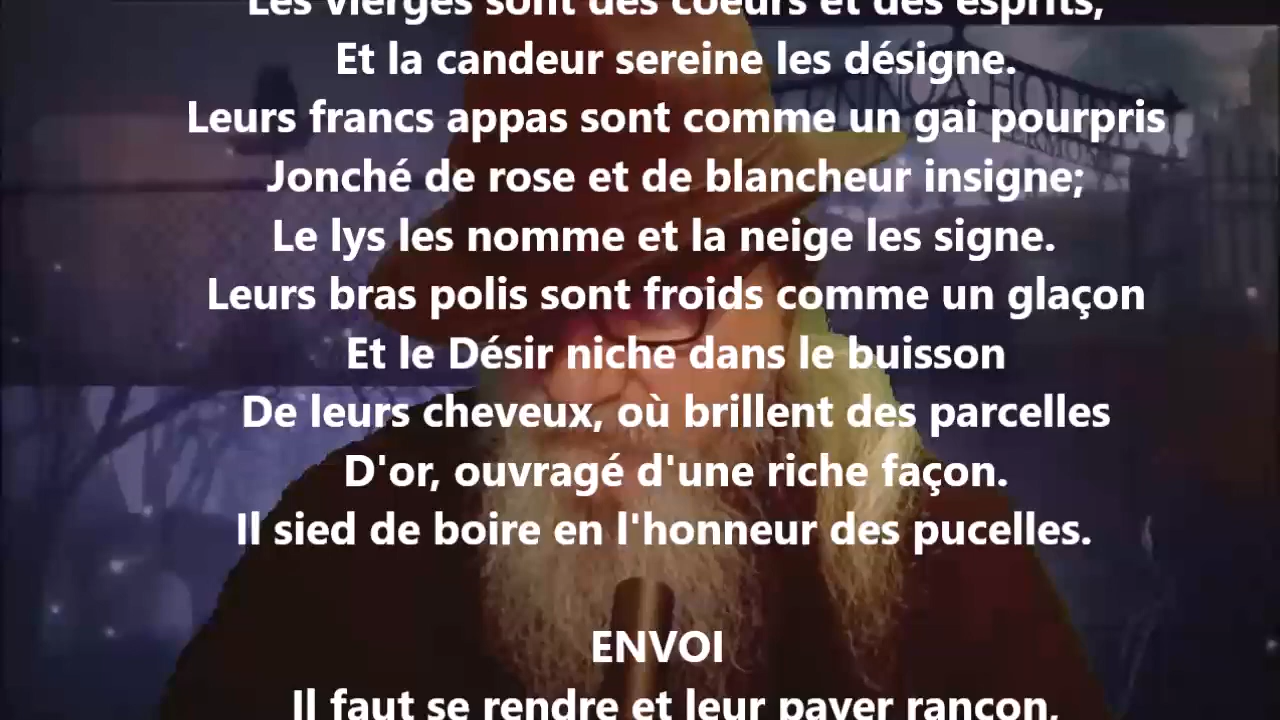 Les vierges sont des coeurs et des esprits,
Et la candeur sereine les désigne.
Leurs francs appas sont comme un gai pourpris
Jonché de rose et de blancheur insigne;
Le lys les nomme et la neige les signe.
Leurs bras polis sont froids comme un glaçon
Et le Désir niche dans le buisson
De leurs cheveux, où brillent des parcelles
D'or, ouvragé d'une riche façon.
Il sied de boire en l'honneur des pucelles.
ENVOI
Il faut se rendre et leur payer rançon,